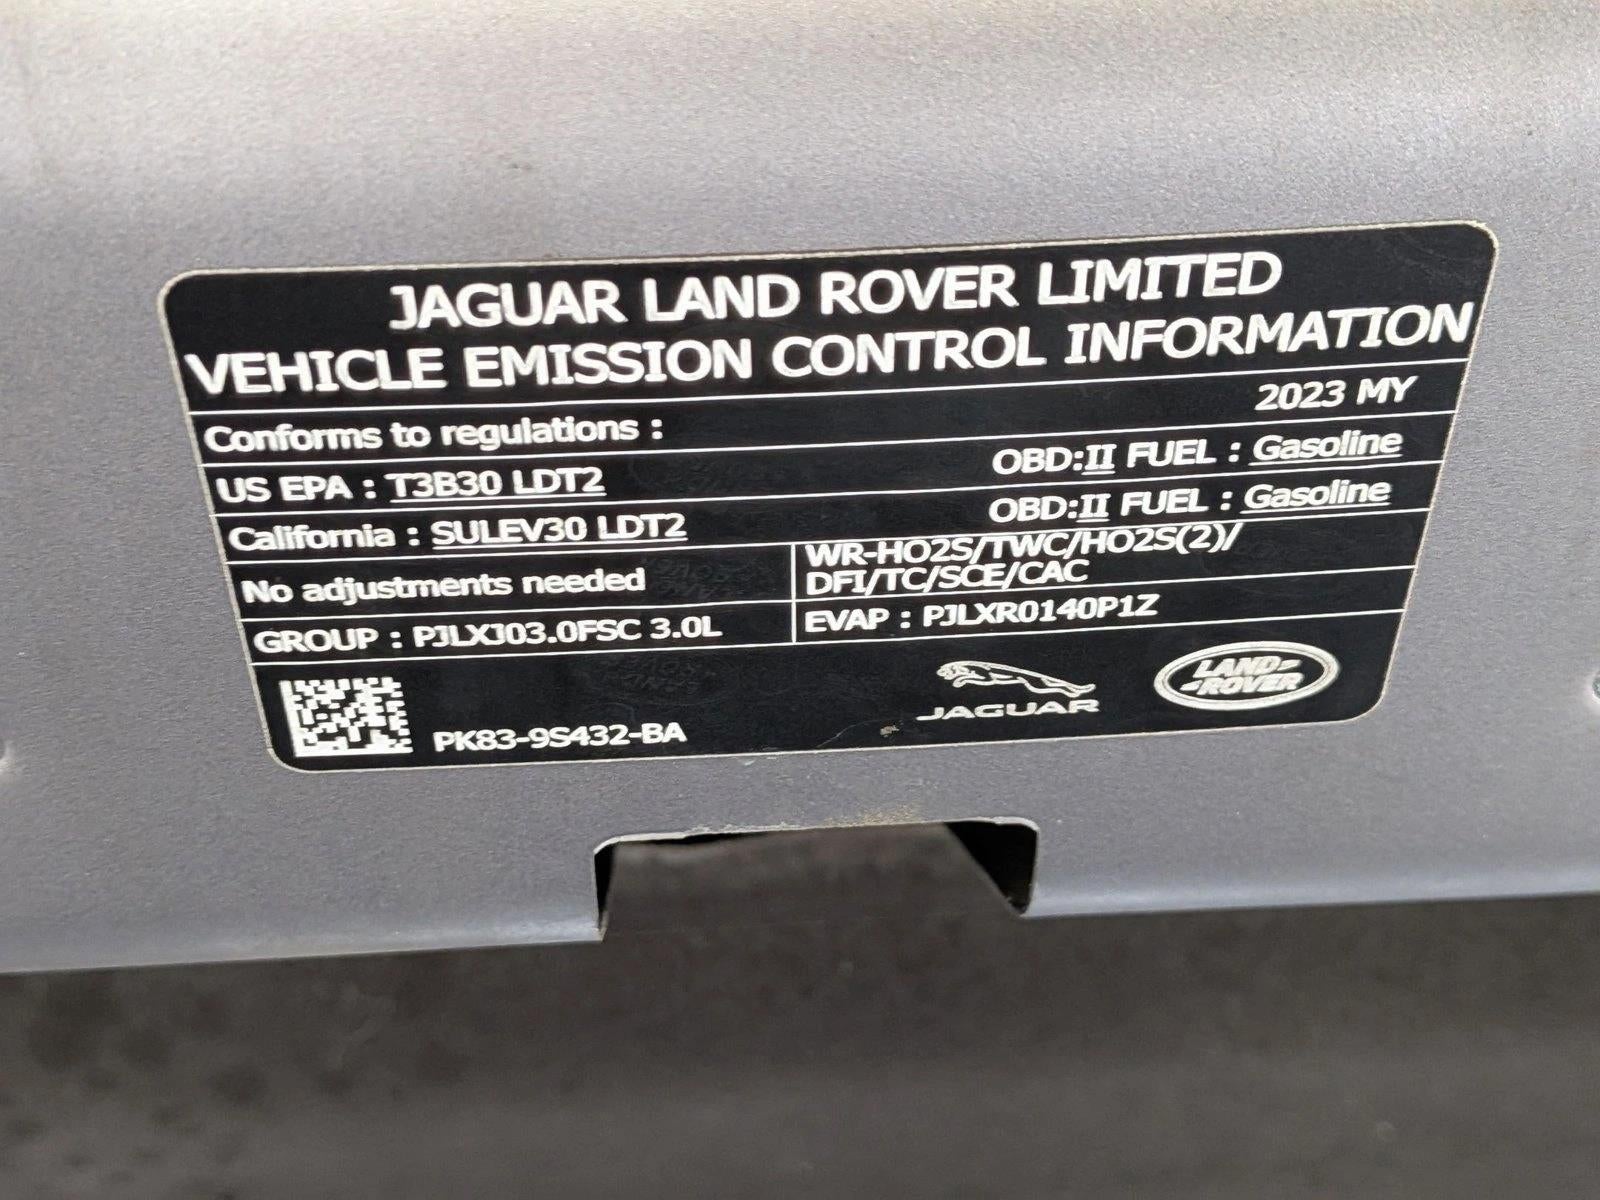 JAGUAR LAND ROVER LIMITED
VEHICLE EMISSION CONTROL INFORMATION
Conforms to regulations : 2023 MY
US EPA : T3B30 LDT2 OBD:II FUEL : Gasoline
California : SULEV30 LDT2 OBD:II FUEL : Gasoline
No adjustments needed
WR-HO2S/TWC/HO2S(2)/
DFI/TC/SCE/CAC
GROUP : PJLXJ03.0FSC 3.0L
EVAP : PJLXR0140P1Z
PK83-9S432-BA
JAGUAR
LAND-
-ROVER